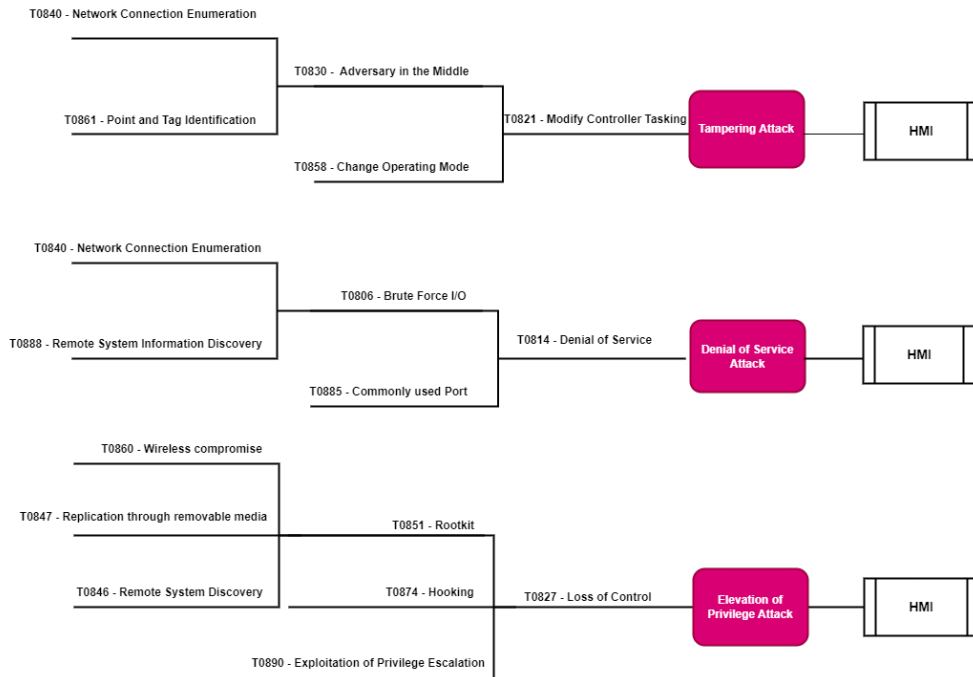 T0840 - Network Connection Enumeration
T0830 -  Adversary in the Middle
T0861 - Point and Tag Identification
T0821 - Modify Controller Tasking
Tampering Attack
HMI
T0858 - Change Operating Mode
T0840 - Network Connection Enumeration
T0806 - Brute Force I/O
T0888 - Remote System Information Discovery
T0814 - Denial of Service
Denial of Service
Attack
HMI
T0885 - Commonly used Port
T0860 - Wireless compromise
T0847 - Replication through removable media
T0851 - Rootkit
T0846 - Remote System Discovery
T0874 - Hooking
T0827 - Loss of Control
Elevation of
Privilege Attack
HMI
T0890 - Exploitation of Privilege Escalation